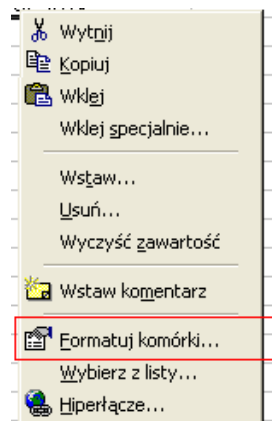 Wytnij
Kopiuj
Wklej
Wklej specjalnie...
Wstaw...
Usuń...
Wyczyść zawartość
Wstaw komentarz
Formatuj komórki...
Wybierz z listy...
Hiperłącze...